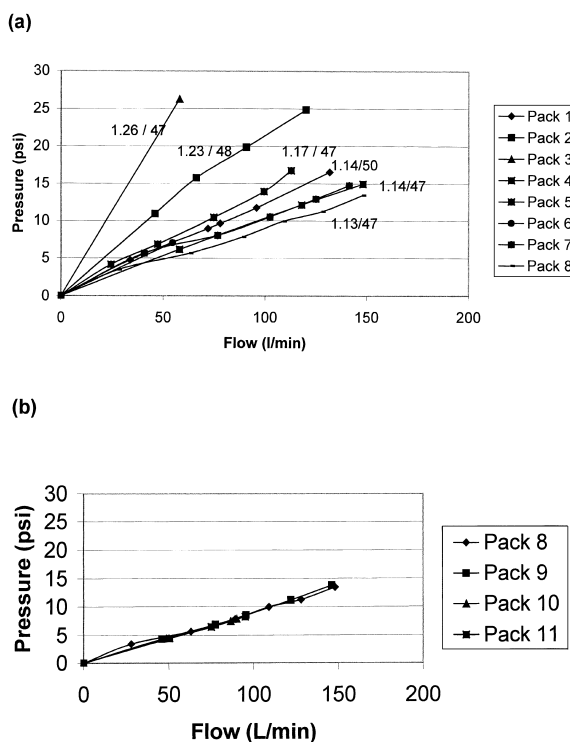 (a)
30
25
20
15
10
5
0
Pressure (psi)
1.26 / 47
1.23 / 48
1.17 / 47
1.14/50
1.14/47
1.13/47
0 50 100 150 200
Flow (l/min)
Pack 1
Pack 2
Pack 3
Pack 4
Pack 5
Pack 6
Pack 7
Pack 8
(b)
30
25
20
15
10
5
0
Pressure (psi)
0 50 100 150 200
Flow (L/min)
Pack 8
Pack 9
Pack 10
Pack 11